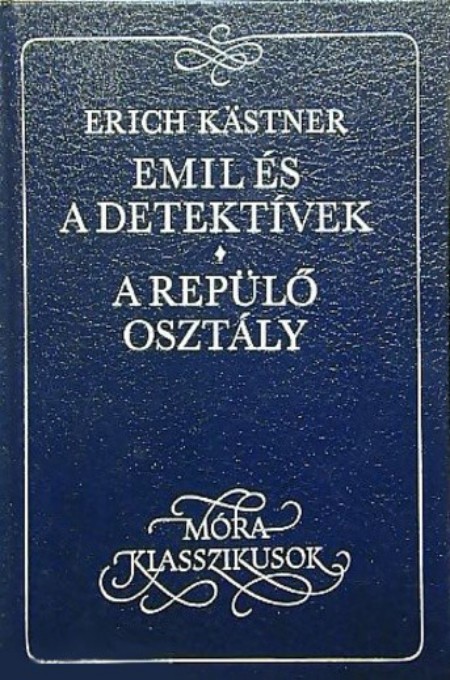 ERICH KÄSTNER
EMIL ÉS
A DETEKTÍVEK
A REPÜLŐ
OSZTÁLY
MÓRA
KLASSZIKUSOK